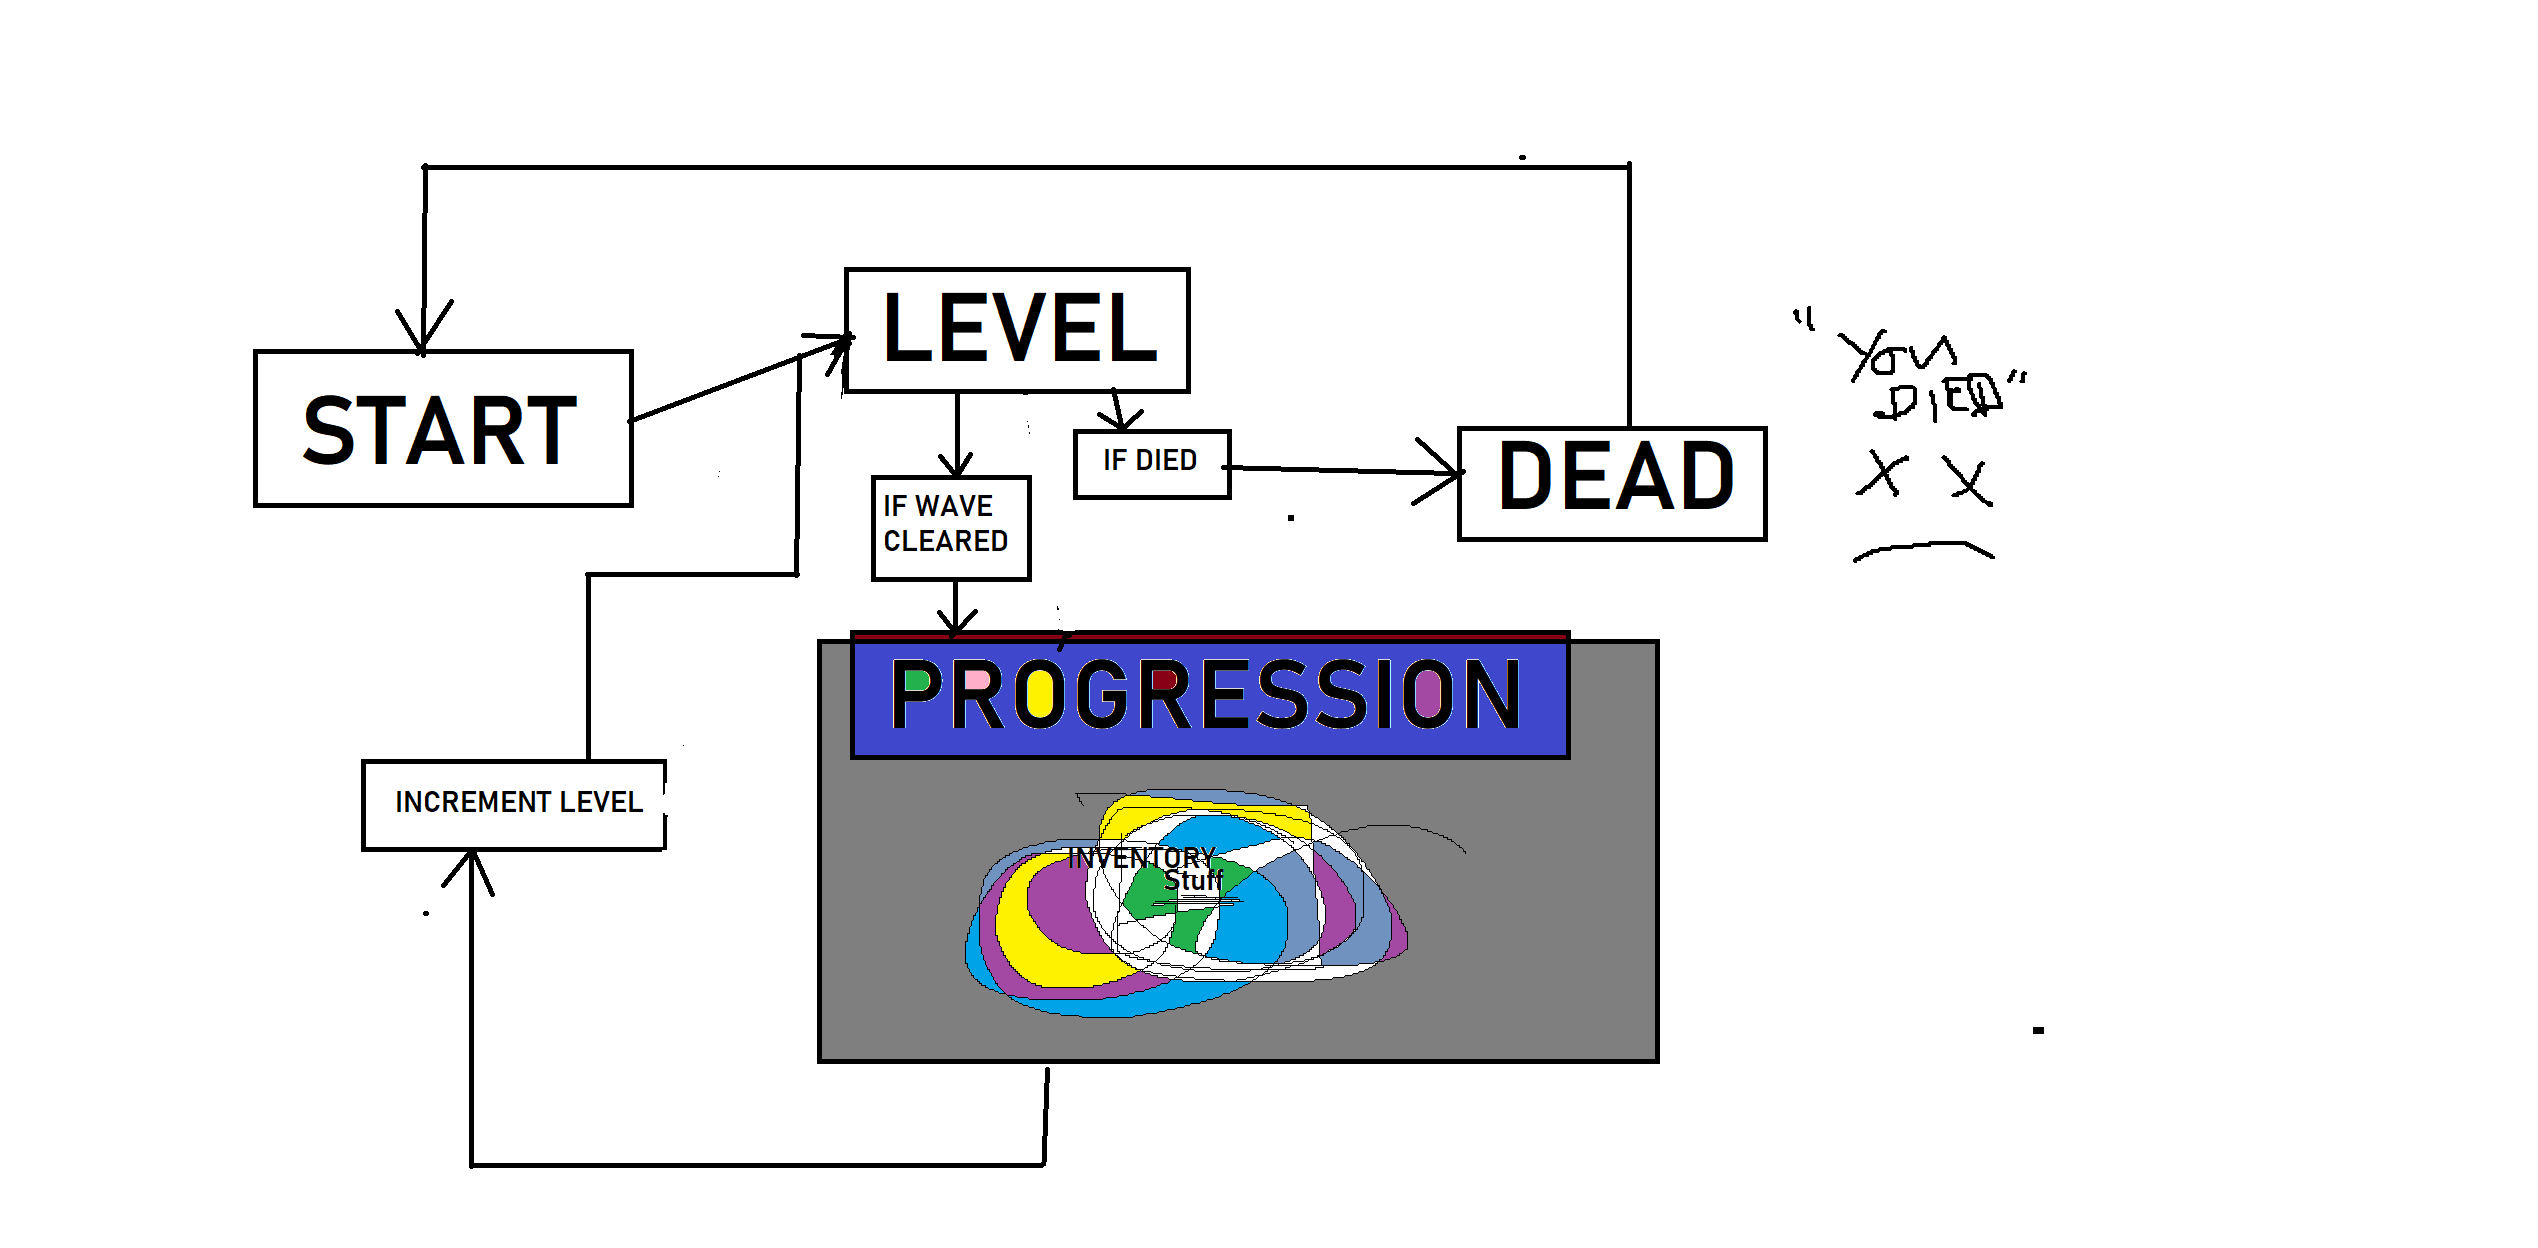 START
LEVEL
IF DIED
IF WAVE
CLEARED
DEAD
"YOU
DIED"
PROGRESSION
INVENTORY
Stuff
INCREMENT LEVEL